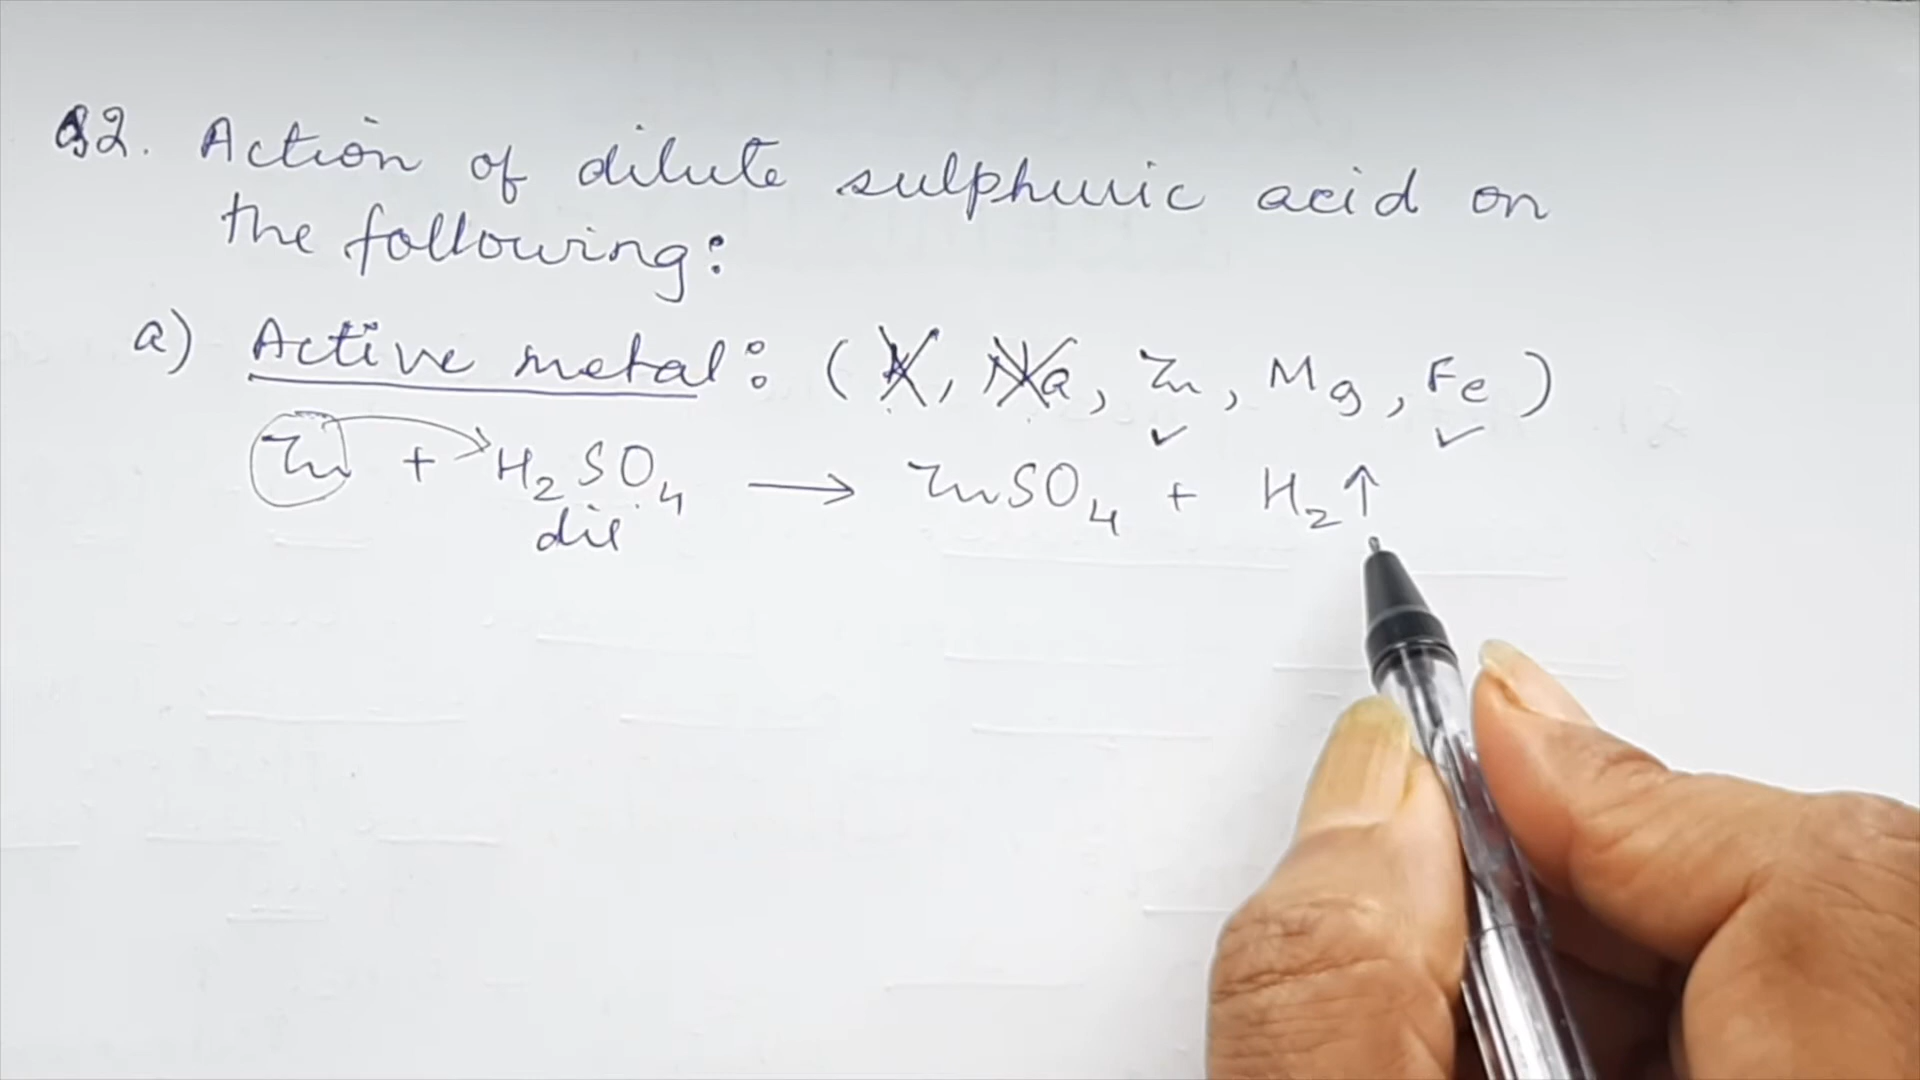 Q2. Action of dilute sulphuric acid on
the following:
a) Active metal: (K, Na, Zn, Mg, Fe)
Zn + H₂SO₄ → ZnSO₄ + H₂↑
dil